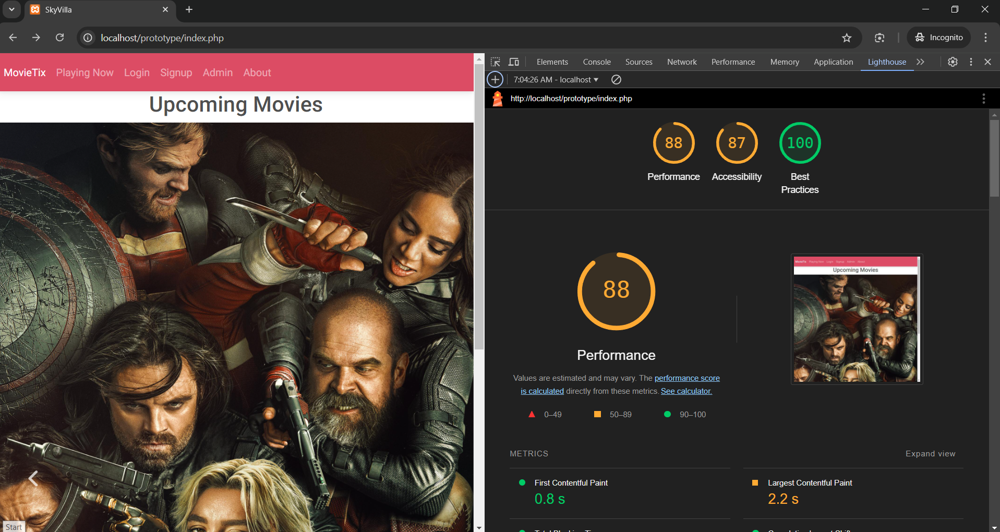 SkyVilla
localhost/prototype/index.php
Incognito
MovieTix Playing Now Login Signup Admin About
Upcoming Movies
Start
Elements Console Sources Network Performance Memory Application Lighthouse
7:04:26 AM - localhost
http://localhost/prototype/index.php
88 87 100
Performance Accessibility Best
Practices
88
Performance
Values are estimated and may vary. The performance score
is calculated directly from these metrics. See calculator.
0–49 50–89 90–100
MovieTix Playing Now Login Signup Admin About
Upcoming Movies
METRICS Expand view
First Contentful Paint
0.8 s
Largest Contentful Paint
2.2 s